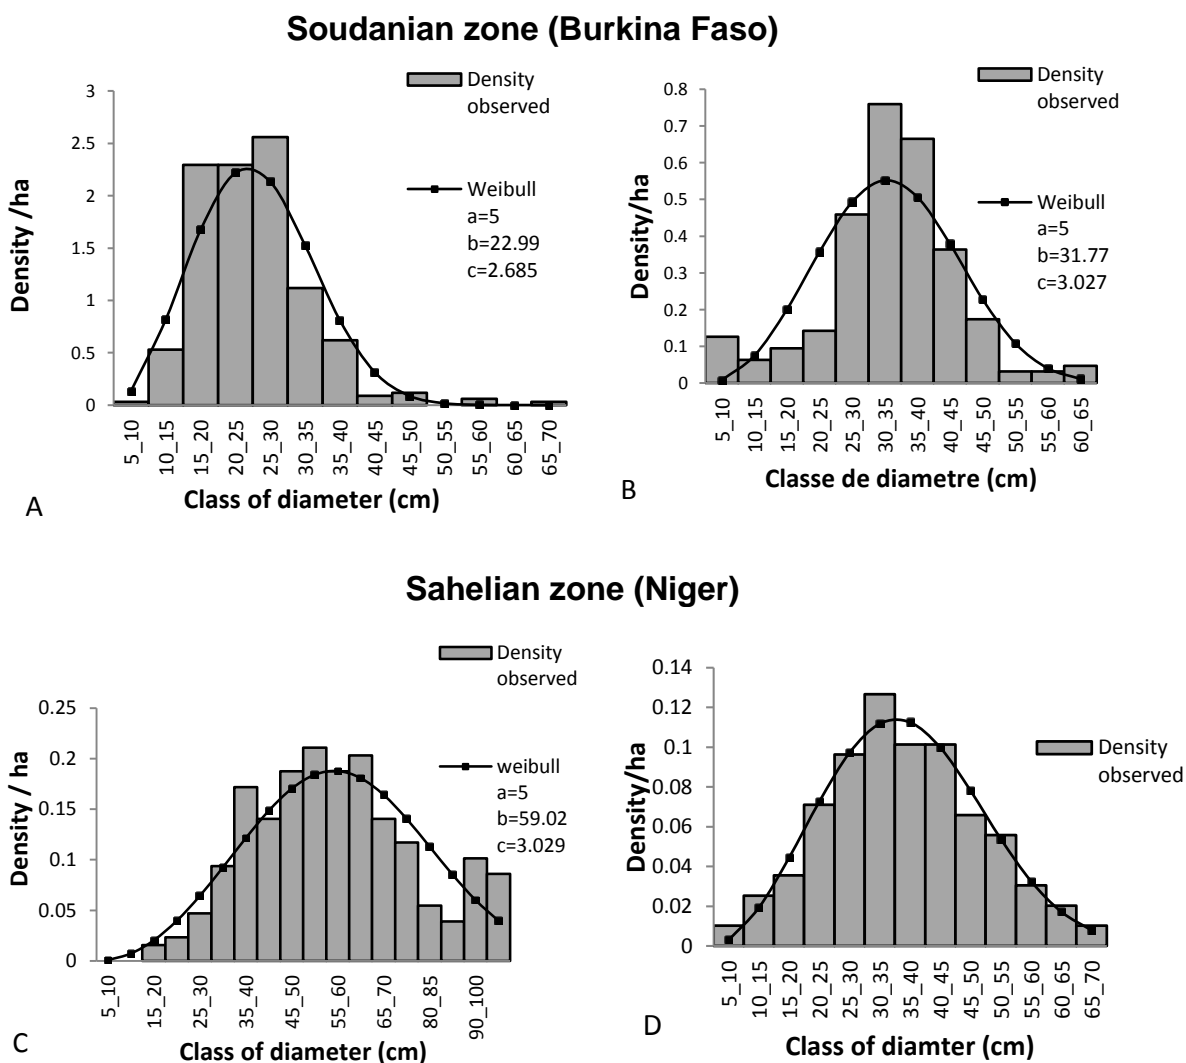 Soudanian zone (Burkina Faso)
Density
observed
3
2.5
2
1.5
1
0.5
0
Density /ha
Weibull
a=5
b=22.99
c=2.685
5_10
10_15
15_20
20_25
25_30
30_35
35_40
40_45
45_50
50_55
55_60
60_65
65_70
Class of diameter (cm)
A
Density
observed
0.8
0.7
0.6
0.5
0.4
0.3
0.2
0.1
0
Density/ha
Weibull
a=5
b=31.77
c=3.027
5_10
10_15
15_20
20_25
25_30
30_35
35_40
40_45
45_50
50_55
55_60
60_65
Classe de diametre (cm)
B
Sahelian zone (Niger)
Density
observed
0.25
0.2
0.15
0.1
0.05
0
Density / ha
weibull
a=5
b=59.02
c=3.029
5_10
15_20
25_30
35_40
45_50
55_60
65_70
80_85
90_100
Class of diameter (cm)
C
0.14
0.12
0.1
0.08
0.06
0.04
0.02
0
Density/ha
Density
observed
5_10
10_15
15_20
20_25
25_30
30_35
35_40
40_45
45_50
50_55
55_60
60_65
65_70
Class of diamter (cm)
D